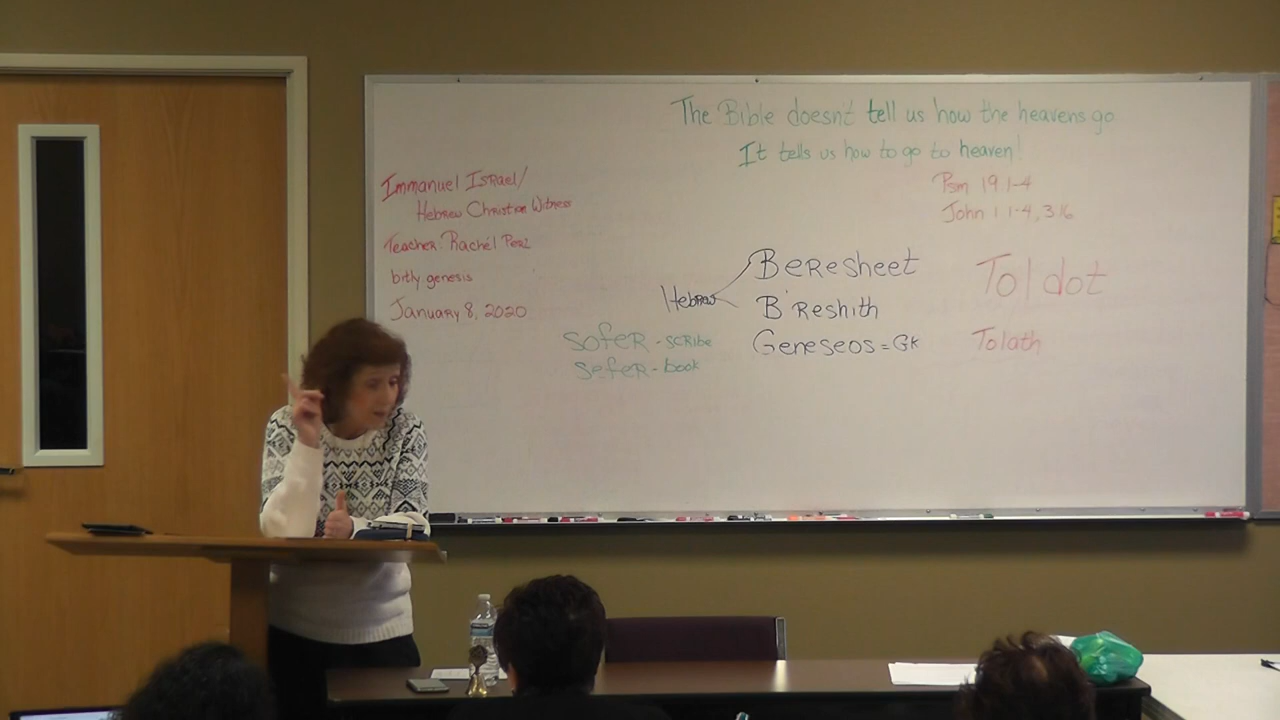 The Bible doesn't tell us how the heavens go
It tells us how to go to heaven!
Psm 19 1-4
John 1 1-4, 3 16
Immanuel Israel/
Hebrew Christian Witness
Teacher: Rachél Perz
bitly genesis
January 8, 2020
Hebrew
Beresheet
B'Reshith
Geneseos = Gk
Toldot
Tolath
sofeR - scRibe
sefeR - book